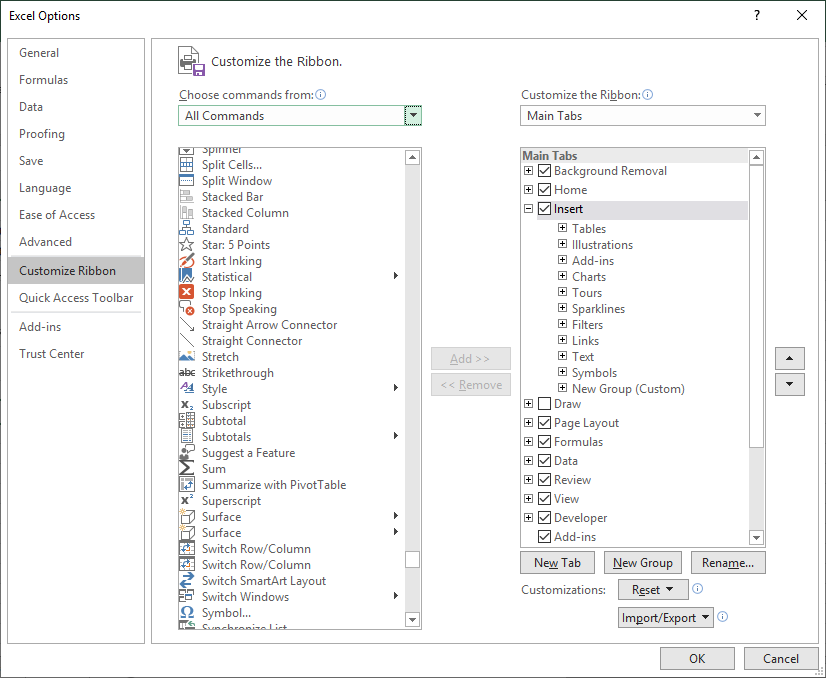 Excel Options
General
Formulas
Data
Proofing
Save
Language
Ease of Access
Advanced
Customize Ribbon
Quick Access Toolbar
Add-ins
Trust Center
Customize the Ribbon.
Choose commands from:
All Commands
Spinner
Split Cells...
Split Window
Stacked Bar
Stacked Column
Standard
Star: 5 Points
Start Inking
Statistical
Stop Inking
Stop Speaking
Straight Arrow Connector
Straight Connector
Stretch
Strikethrough
Style
Subscript
Subtotal
Subtotals
Suggest a Feature
Sum
Summarize with PivotTable
Superscript
Surface
Surface
Switch Row/Column
Switch Row/Column
Switch SmartArt Layout
Switch Windows
Symbol...
Synchronize List
Add >>
<< Remove
Customize the Ribbon:
Main Tabs
Main Tabs
Background Removal
Home
Insert
Tables
Illustrations
Add-ins
Charts
Tours
Sparklines
Filters
Links
Text
Symbols
New Group (Custom)
Draw
Page Layout
Formulas
Data
Review
View
Developer
Add-ins
New Tab
New Group
Rename...
Customizations:
Reset
Import/Export
OK
Cancel